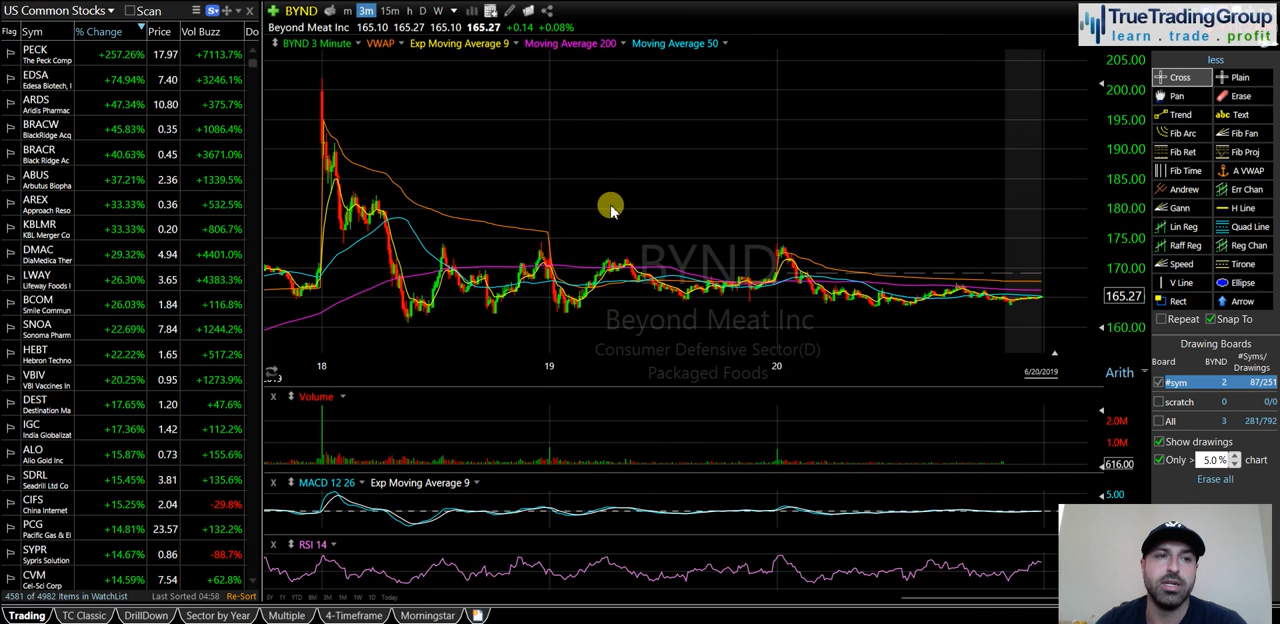 US Common Stocks Scan
Flag Sym % Change Price Vol Buzz Do
PECK +257.26% 17.97 +7113.7%
The Peck Comp
EDSA +74.94% 7.40 +3246.1%
Edesa Biotech, I
ARDS +47.34% 10.80 +375.7%
Aridis Pharmac
BRACW +45.83% 0.35 +1086.4%
BlackRidge Acq
BRACR +40.63% 0.45 +3671.0%
Black Ridge Ac
ABUS +37.21% 2.36 +1339.5%
Arbutus Biopha
AREX +33.33% 0.36 +532.5%
Approach Reso
KBLMR +33.33% 0.20 +806.7%
KBL Merger Co
DMAC +29.32% 4.94 +4401.0%
DiaMedica Ther
LWAY +26.30% 3.65 +4383.3%
Lifeway Foods I
BCOM +26.03% 1.84 +116.8%
Smile Commun
SNOA +22.69% 7.84 +1244.2%
Sonoma Pharm
HEBT +22.22% 1.65 +517.2%
Hebron Techno
VBIV +20.25% 0.95 +1273.9%
VBI Vaccines In
DEST +17.65% 1.20 +47.6%
Destination Ma
IGC +17.36% 1.42 +112.2%
India Globalizat
ALO +15.87% 0.73 +155.6%
Alio Gold Inc
SDRL +15.45% 3.81 +135.6%
Seadrill Ltd Co
CIFS +15.25% 2.04 -29.8%
China Internet
PCG +14.81% 23.57 +132.2%
Pacific Gas & El
SYPR +14.67% 0.86 -88.7%
Sypris Solution
CVM +14.59% 7.54 +62.8%
Cel-Sci Corp
4581 of 4982 Items in WatchList Last Sorted 04:58 Re-Sort
Trading TC Classic DrillDown Sector by Year Multiple 4-Timeframe Morningstar
BYND m 3m 15m h D W
Beyond Meat Inc 165.10 165.27 165.10 165.27 +0.14 +0.08%
BYND 3 Minute VWAP Exp Moving Average 9 Moving Average 200 Moving Average 50
BYND
Beyond Meat Inc
Consumer Defensive Sector(D)
Packaged Foods
205.00
200.00
195.00
190.00
185.00
180.00
175.00
170.00
165.27
160.00
18 19 20
2019 6/20/2019
Arith
X Volume
2.0M
1.0M
616.00
X MACD 12 26 Exp Moving Average 9
5.00
X RSI 14
5Y 1Y YTD 6M 3M 1M 1W 5D 1D Today
TrueTradingGroup
learn . trade . profit
less
Cross Plain
Pan Erase
Trend abc Text
Fib Arc Fib Fan
Fib Ret Fib Proj
Fib Time A VWAP
Andrew Err Chan
Gann H Line
Lin Reg Quad Line
Raff Reg Reg Chan
Speed Tirone
V Line Ellipse
Rect Arrow
Repeat Snap To
Drawing Boards
Board BYND #Syms/
Drawings
#sym 2 87/251
scratch 0 0/0
All 3 281/792
Show drawings
Only > 5.0 % chart
Erase all